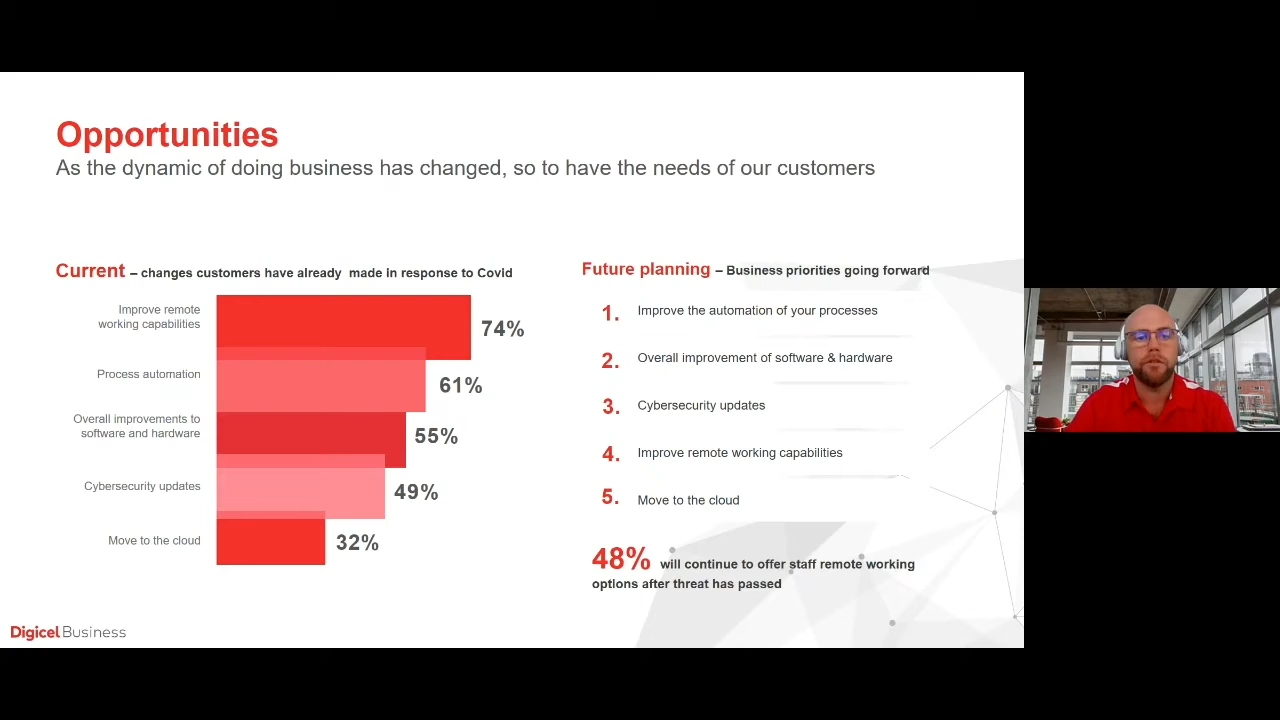 Opportunities
As the dynamic of doing business has changed, so to have the needs of our customers
Current – changes customers have already made in response to Covid
Improve remote
working capabilities
74%
Process automation
61%
Overall improvements to
software and hardware
55%
Cybersecurity updates
49%
Move to the cloud
32%
Future planning – Business priorities going forward
1. Improve the automation of your processes
2. Overall improvement of software & hardware
3. Cybersecurity updates
4. Improve remote working capabilities
5. Move to the cloud
48% will continue to offer staff remote working
options after threat has passed
Digicel Business